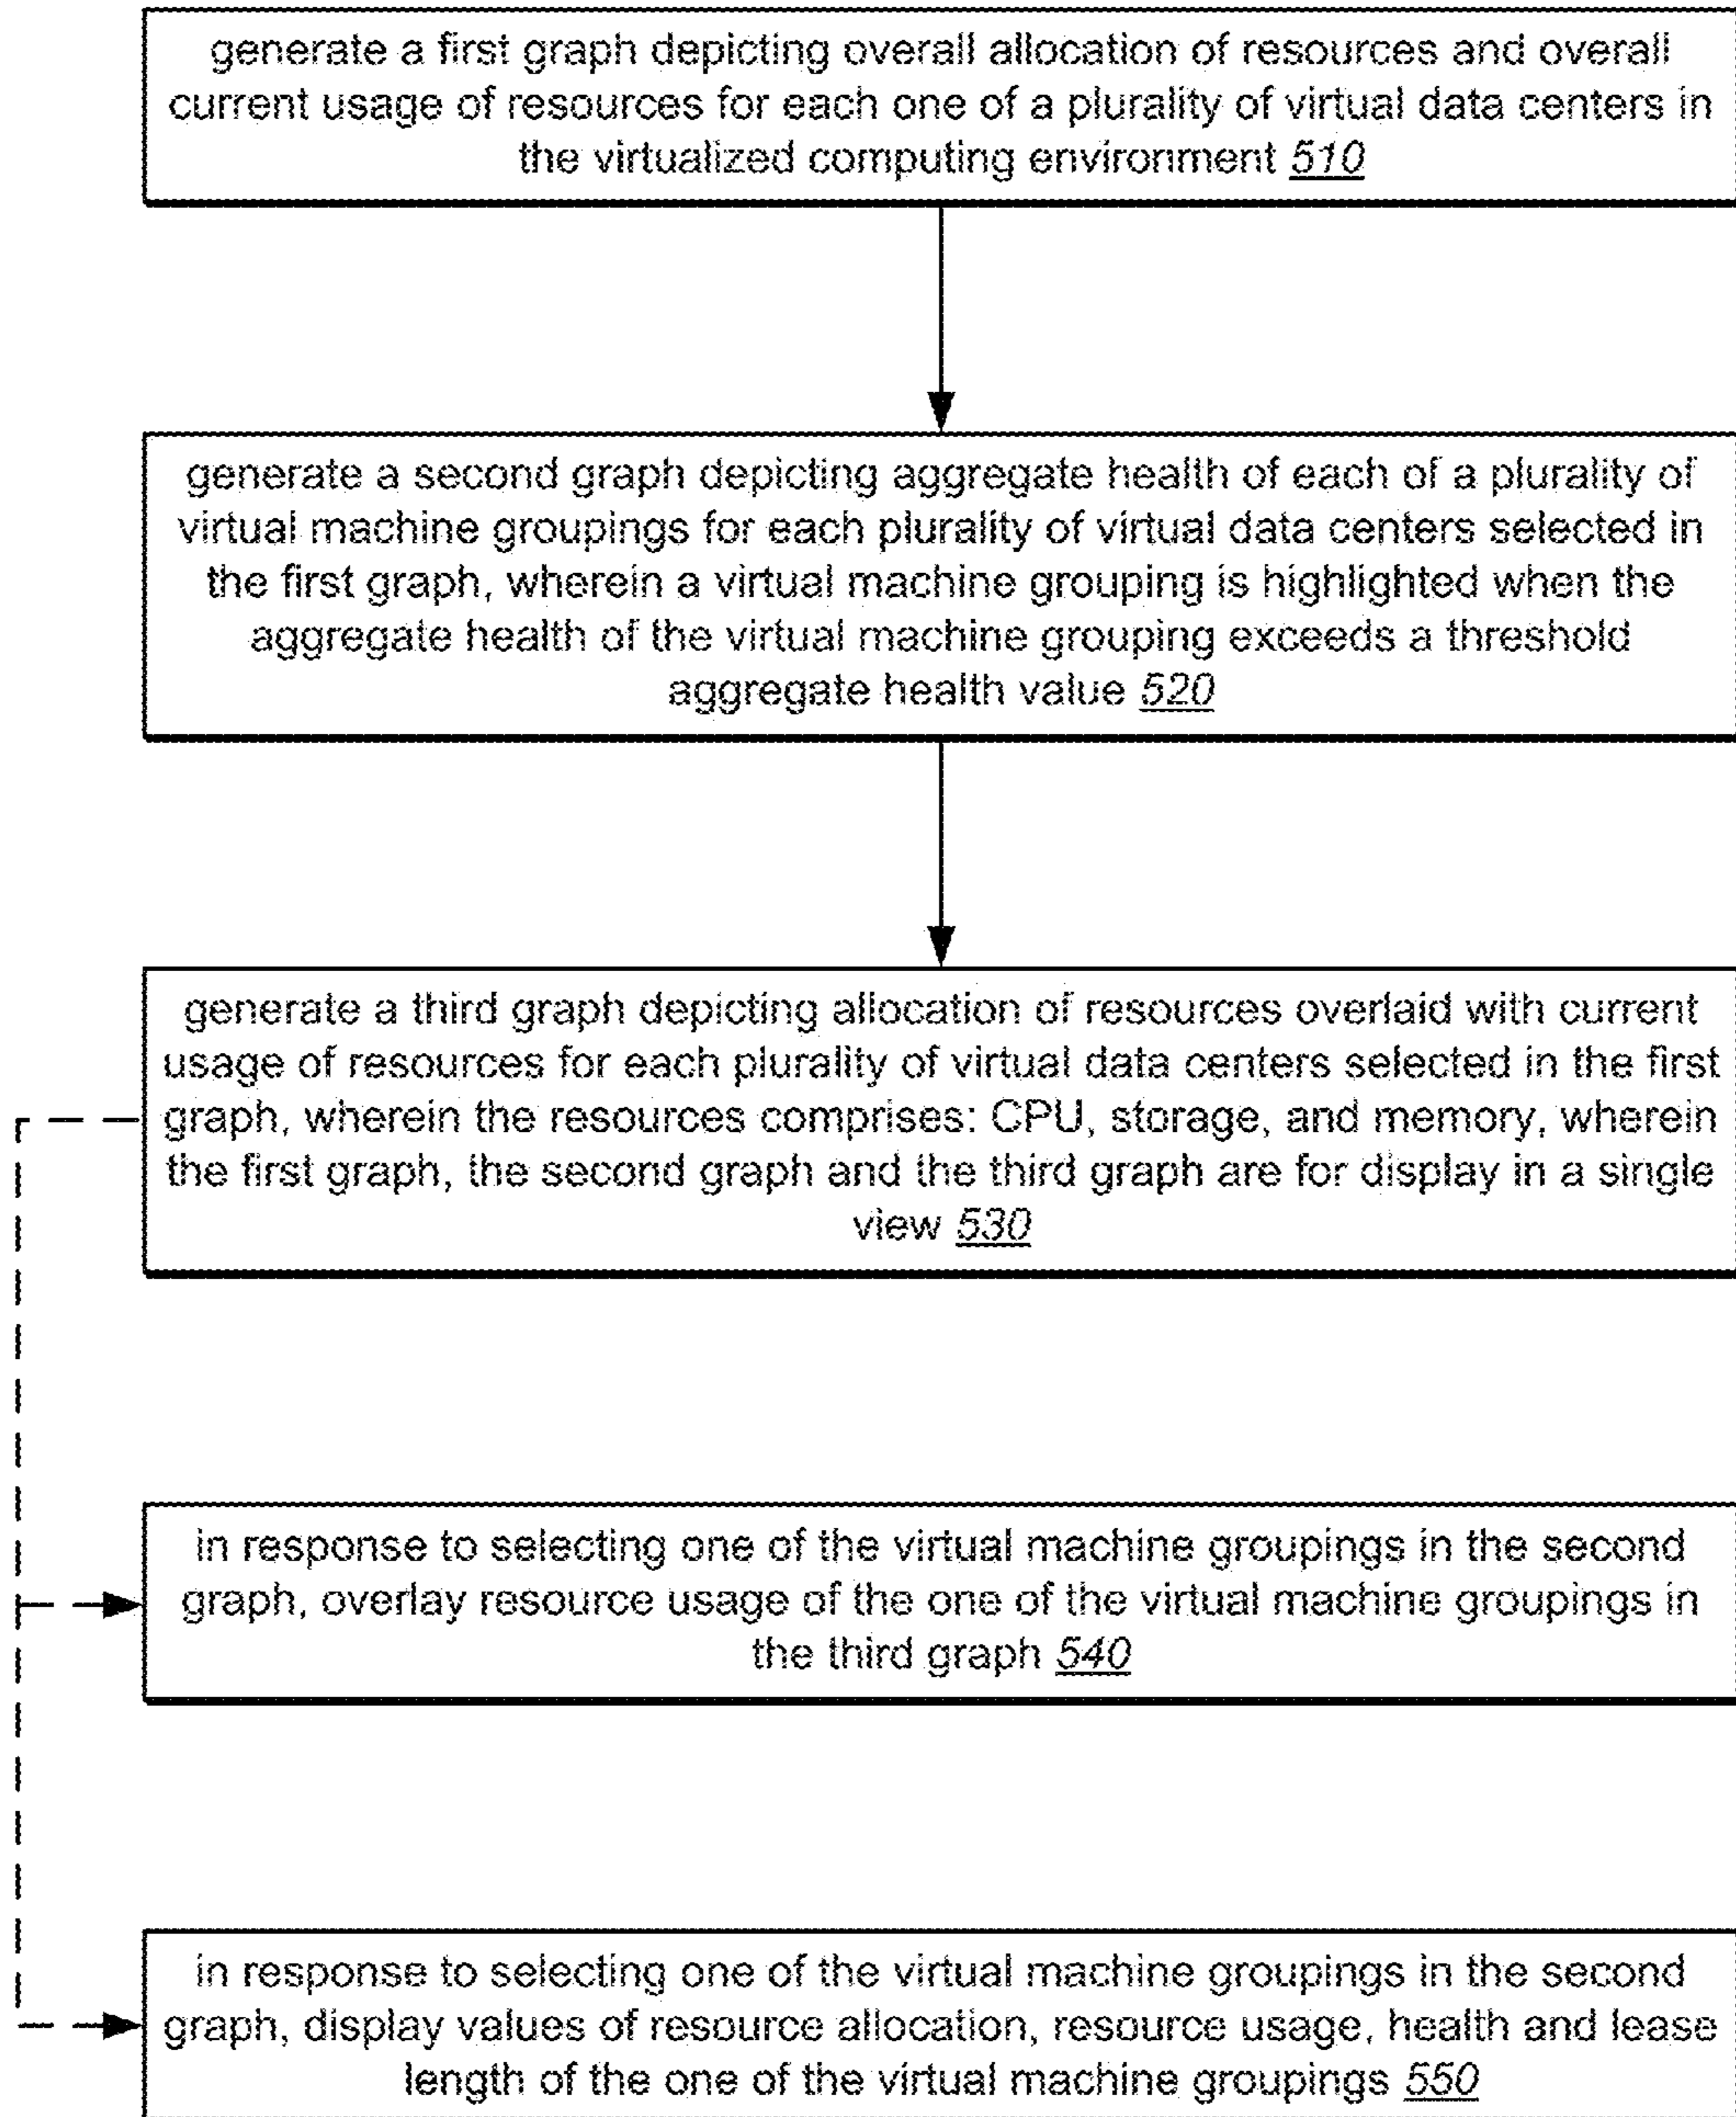 generate a first graph depicting overall allocation of resources and overall
current usage of resources for each one of a plurality of virtual data centers in
the virtualized computing environment 510
generate a second graph depicting aggregate health of each of a plurality of
virtual machine groupings for each plurality of virtual data centers selected in
the first graph, wherein a virtual machine grouping is highlighted when the
aggregate health of the virtual machine grouping exceeds a threshold
aggregate health value 520
generate a third graph depicting allocation of resources overlaid with current
usage of resources for each plurality of virtual data centers selected in the first
graph, wherein the resources comprises: CPU, storage, and memory, wherein
the first graph, the second graph and the third graph are for display in a single
view 530
in response to selecting one of the virtual machine groupings in the second
graph, overlay resource usage of the one of the virtual machine groupings in
the third graph 540
in response to selecting one of the virtual machine groupings in the second
graph, display values of resource allocation, resource usage, health and lease
length of the one of the virtual machine groupings 550